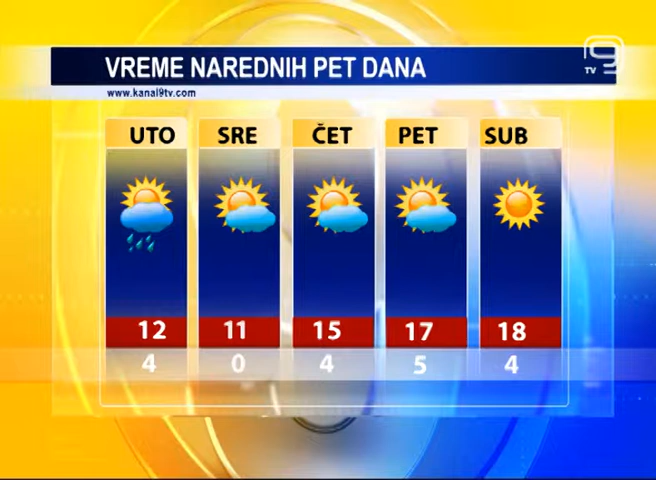 VREME NAREDNIH PET DANA
9
TV
www.kanal9tv.com
UTO SRE ČET PET SUB
12 11 15 17 18
4 0 4 5 4